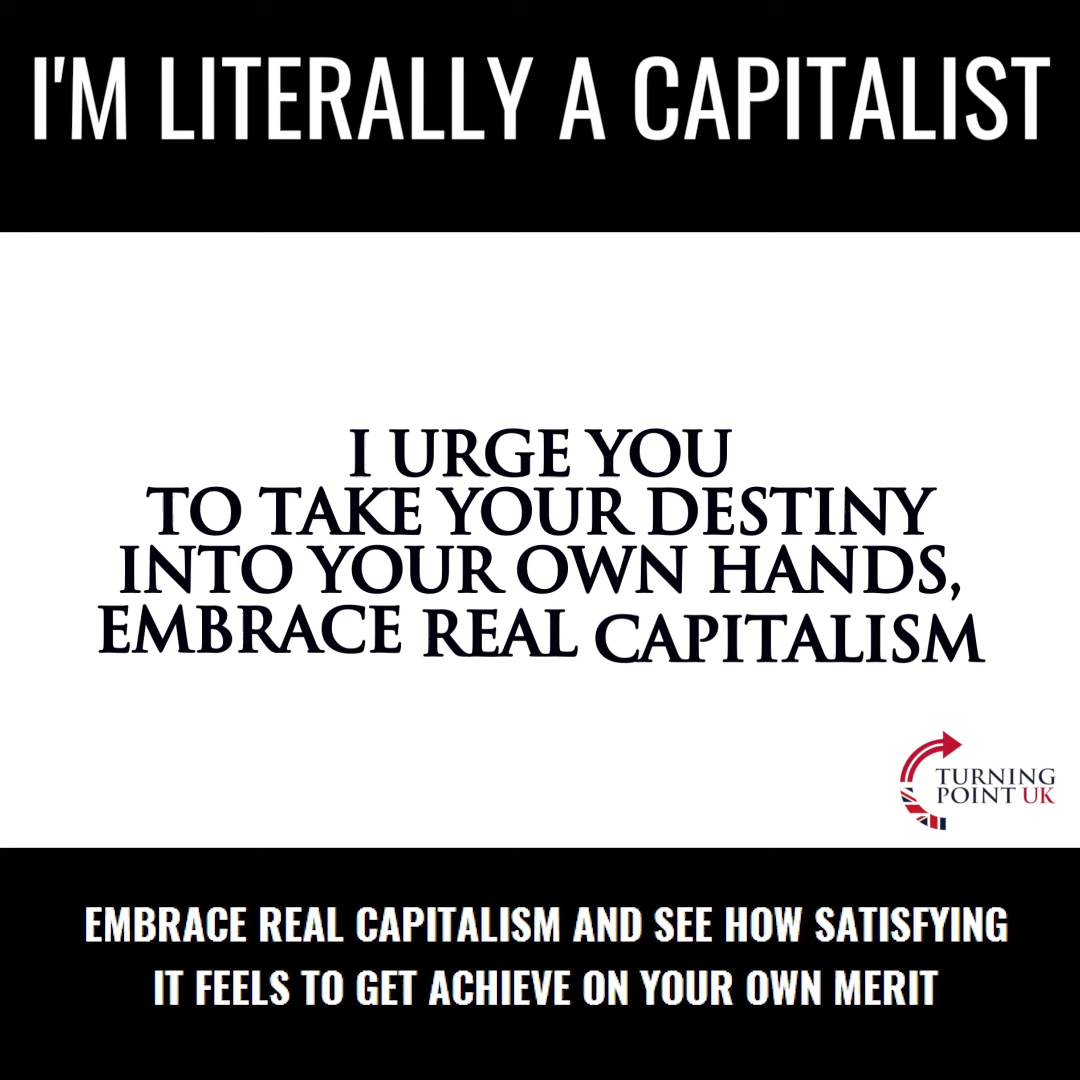 I'M LITERALLY A CAPITALIST
I URGE YOU
TO TAKE YOUR DESTINY
INTO YOUR OWN HANDS,
EMBRACE REAL CAPITALISM
TURNING
POINT UK
EMBRACE REAL CAPITALISM AND SEE HOW SATISFYING
IT FEELS TO GET ACHIEVE ON YOUR OWN MERIT